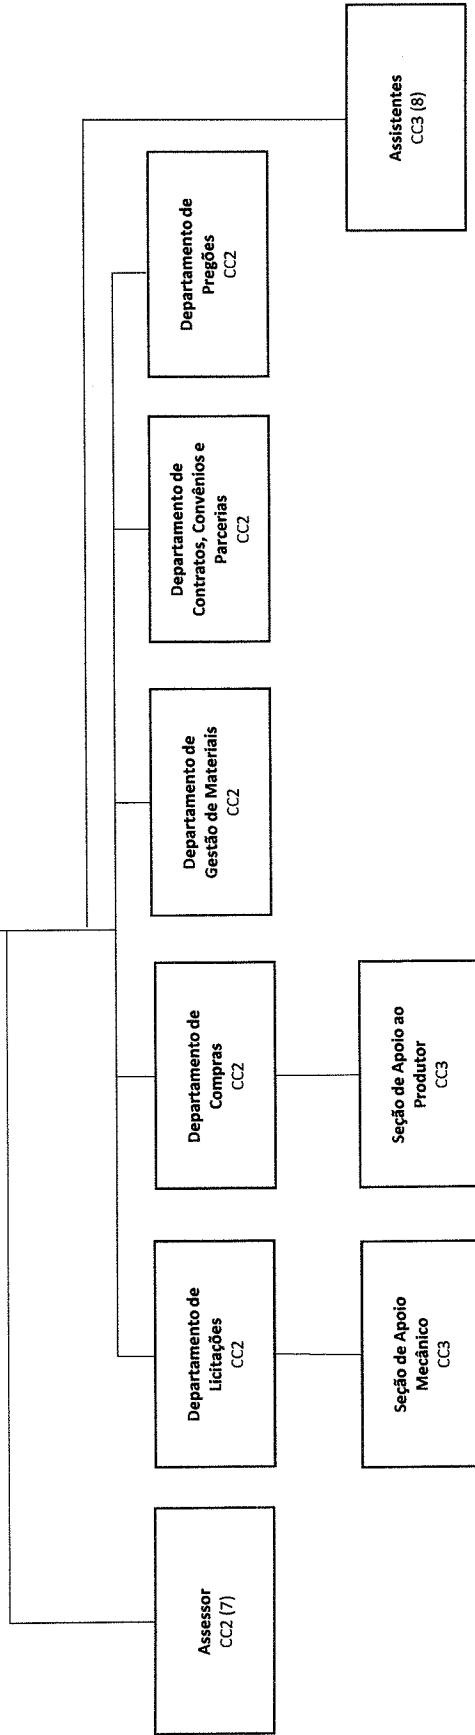 Assessor
CC2 (7)
Departamento de
Licitações
CC2
Departamento de
Compras
CC2
Departamento de
Gestão de Materiais
CC2
Departamento de
Contratos, Convênios e
Parcerias
CC2
Departamento de
Pregões
CC2
Seção de Apoio
Mecânico
CC3
Seção de Apoio ao
Produtor
CC3
Assistentes
CC3 (8)